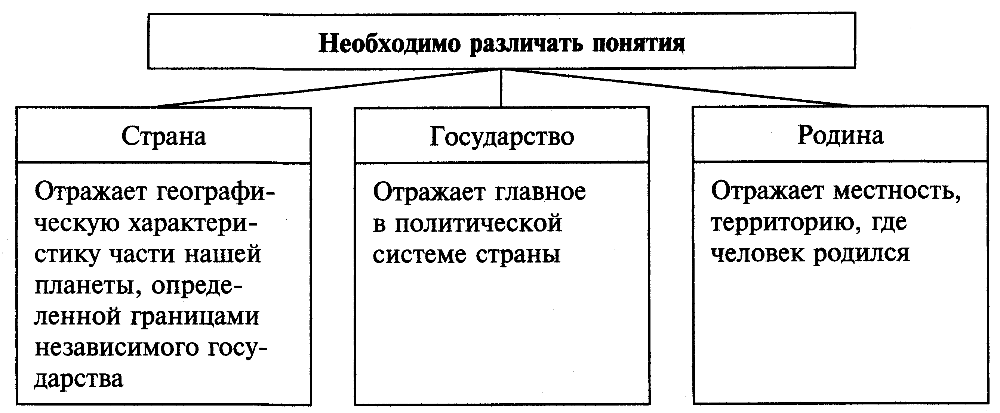 Необходимо различать понятия
Страна
Отражает географи-
ческую характери-
стику части нашей
планеты, опреде-
ленной границами
независимого госу-
дарства
Государство
Отражает главное
в политической
системе страны
Родина
Отражает местность,
территорию, где
человек родился